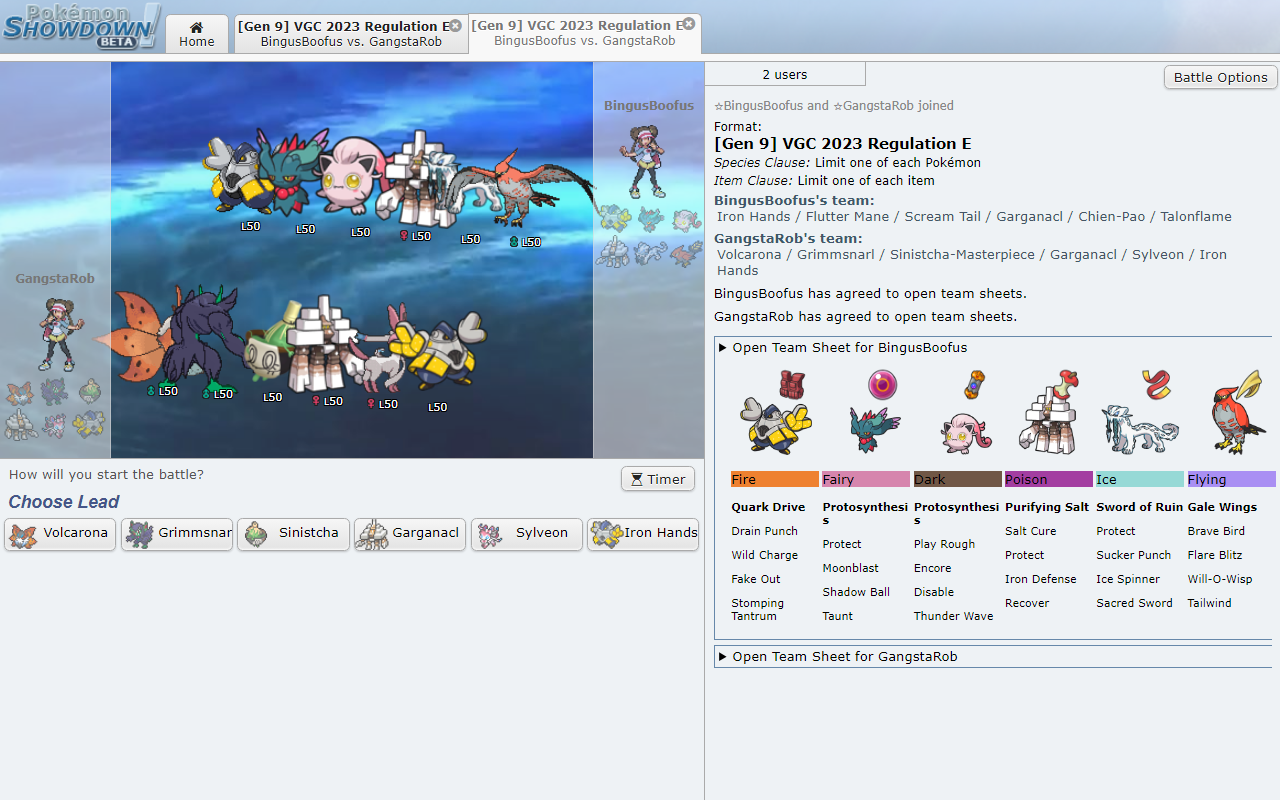 Pokémon
SHOWDOWN!
BETA
Home
[Gen 9] VGC 2023 Regulation E
BingusBoofus vs. GangstaRob
[Gen 9] VGC 2023 Regulation E
BingusBoofus vs. GangstaRob
BingusBoofus
L50
L50
L50
L50
L50
L50
GangstaRob
L50
L50
L50
L50
L50
L50
How will you start the battle?
Timer
Choose Lead
Volcarona
Grimmsnar
Sinistcha
Garganacl
Sylveon
Iron Hands
2 users
Battle Options
☆BingusBoofus and ☆GangstaRob joined
Format:
[Gen 9] VGC 2023 Regulation E
Species Clause: Limit one of each Pokémon
Item Clause: Limit one of each item
BingusBoofus's team:
Iron Hands / Flutter Mane / Scream Tail / Garganacl / Chien-Pao / Talonflame
GangstaRob's team:
Volcarona / Grimmsnarl / Sinistcha-Masterpiece / Garganacl / Sylveon / Iron
Hands
BingusBoofus has agreed to open team sheets.
GangstaRob has agreed to open team sheets.
Open Team Sheet for BingusBoofus
Fire
Fairy
Dark
Poison
Ice
Flying
Quark Drive
Drain Punch
Wild Charge
Fake Out
Stomping
Tantrum
Protosynthesi
s
Protect
Moonblast
Shadow Ball
Taunt
Protosynthesi
s
Play Rough
Encore
Disable
Thunder Wave
Purifying Salt
Salt Cure
Protect
Iron Defense
Recover
Sword of Ruin
Protect
Sucker Punch
Ice Spinner
Sacred Sword
Gale Wings
Brave Bird
Flare Blitz
Will-O-Wisp
Tailwind
Open Team Sheet for GangstaRob